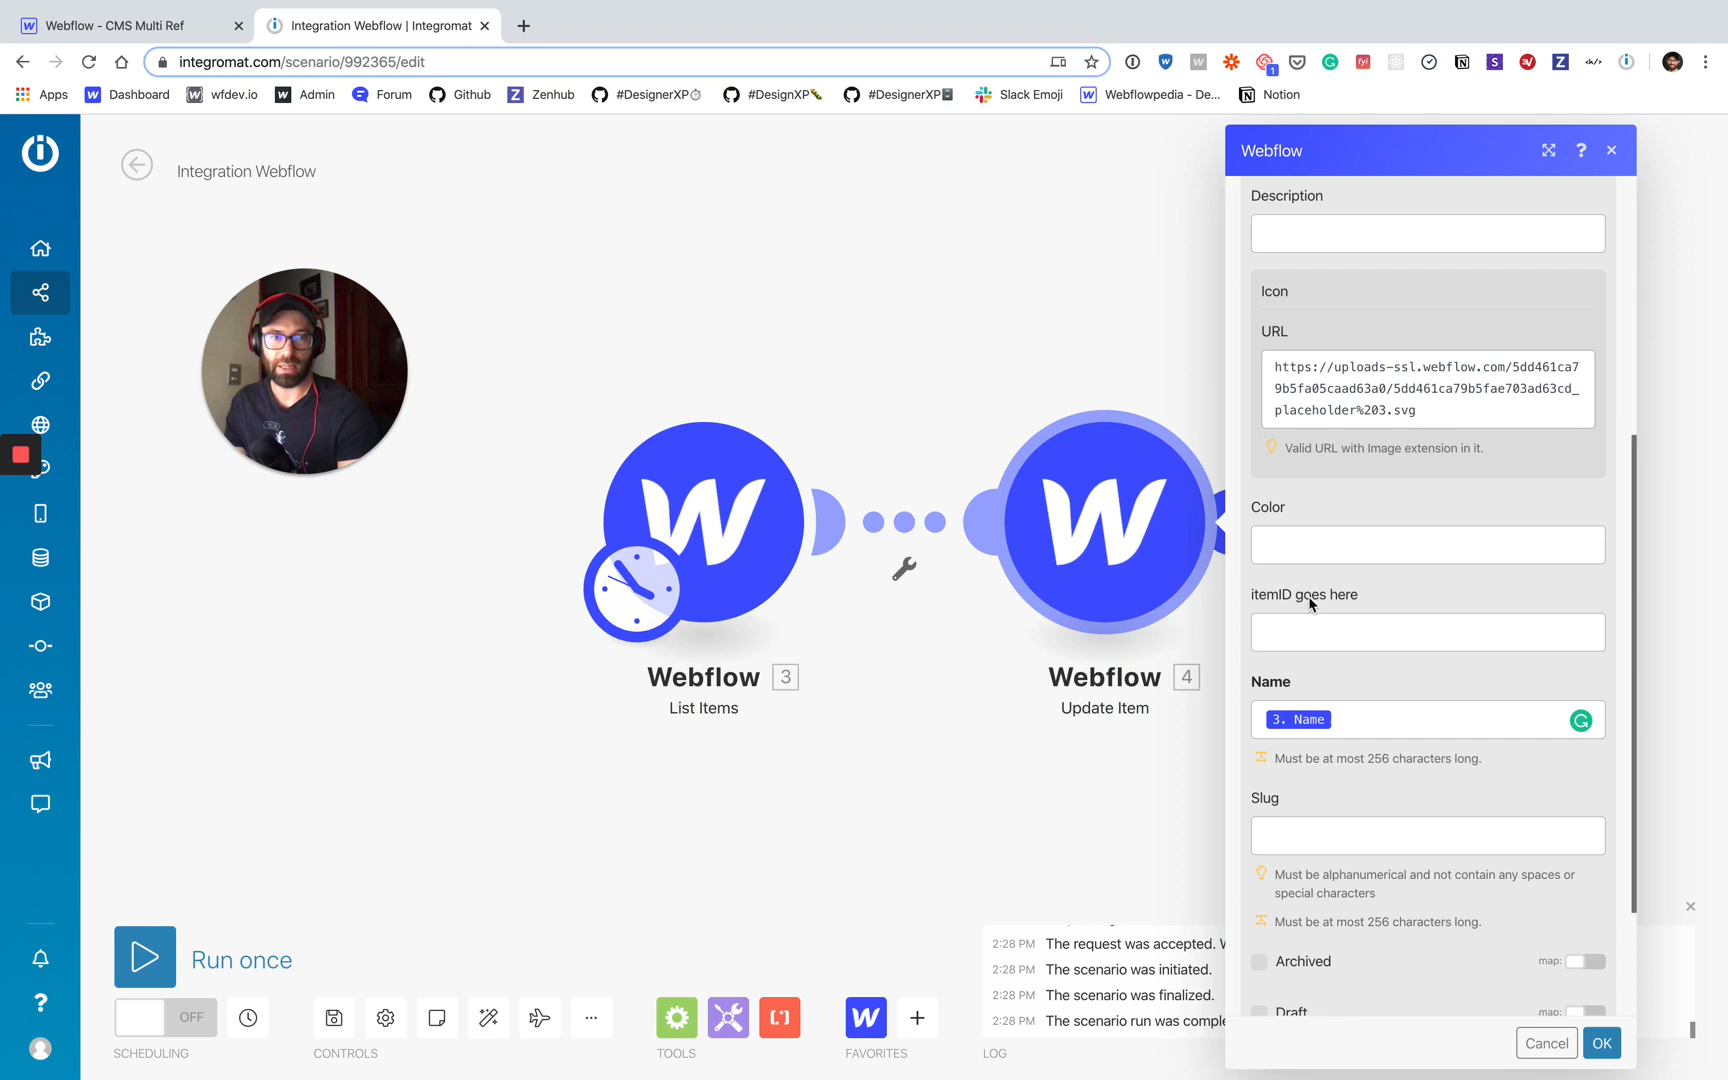 Webflow - CMS Multi Ref
Integration Webflow | Integromat
integromat.com/scenario/992365/edit
1
Apps
Dashboard
wfdev.io
Admin
Forum
Github
Zenhub
#DesignerXP
#DesignXP
#DesignerXP
Slack Emoji
Webflowpedia - De...
Notion
Integration Webflow
Webflow
Description
Icon
URL
https://uploads-ssl.webflow.com/5dd461ca7
9b5fa05caad63a0/5dd461ca79b5fae703ad63cd_
placeholder%203.svg
Valid URL with Image extension in it.
Color
itemID goes here
Name
3. Name
Must be at most 256 characters long.
Slug
Must be alphanumerical and not contain any spaces or
special characters
Must be at most 256 characters long.
Archived
map:
Draft
map:
Cancel
OK
Webflow 3
List Items
Webflow 4
Update Item
Run once
OFF
SCHEDULING
CONTROLS
TOOLS
FAVORITES
LOG
2:28 PM The request was accepted. W
2:28 PM The scenario was initiated.
2:28 PM The scenario was finalized.
2:28 PM The scenario run was comple